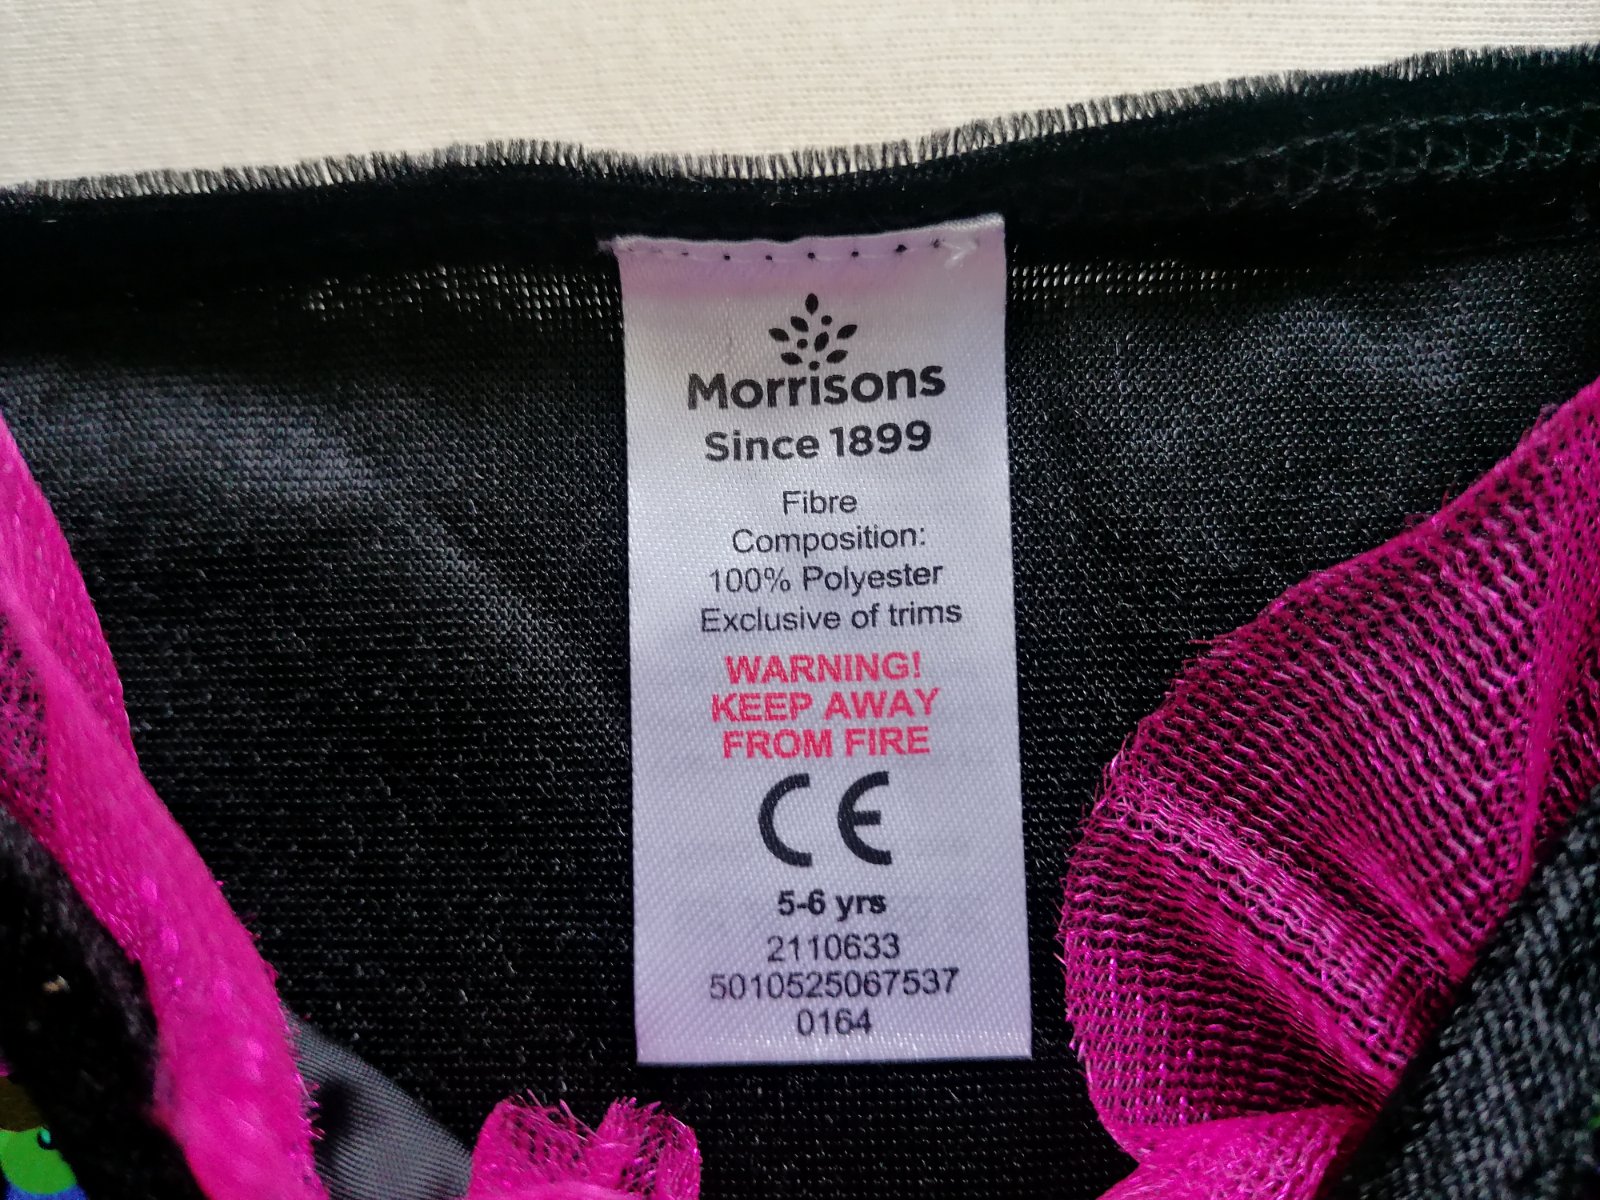 Morrisons
Since 1899
Fibre
Composition:
100% Polyester
Exclusive of trims
WARNING!
KEEP AWAY
FROM FIRE
CE
5-6 yrs
2110633
5010525067537
0164